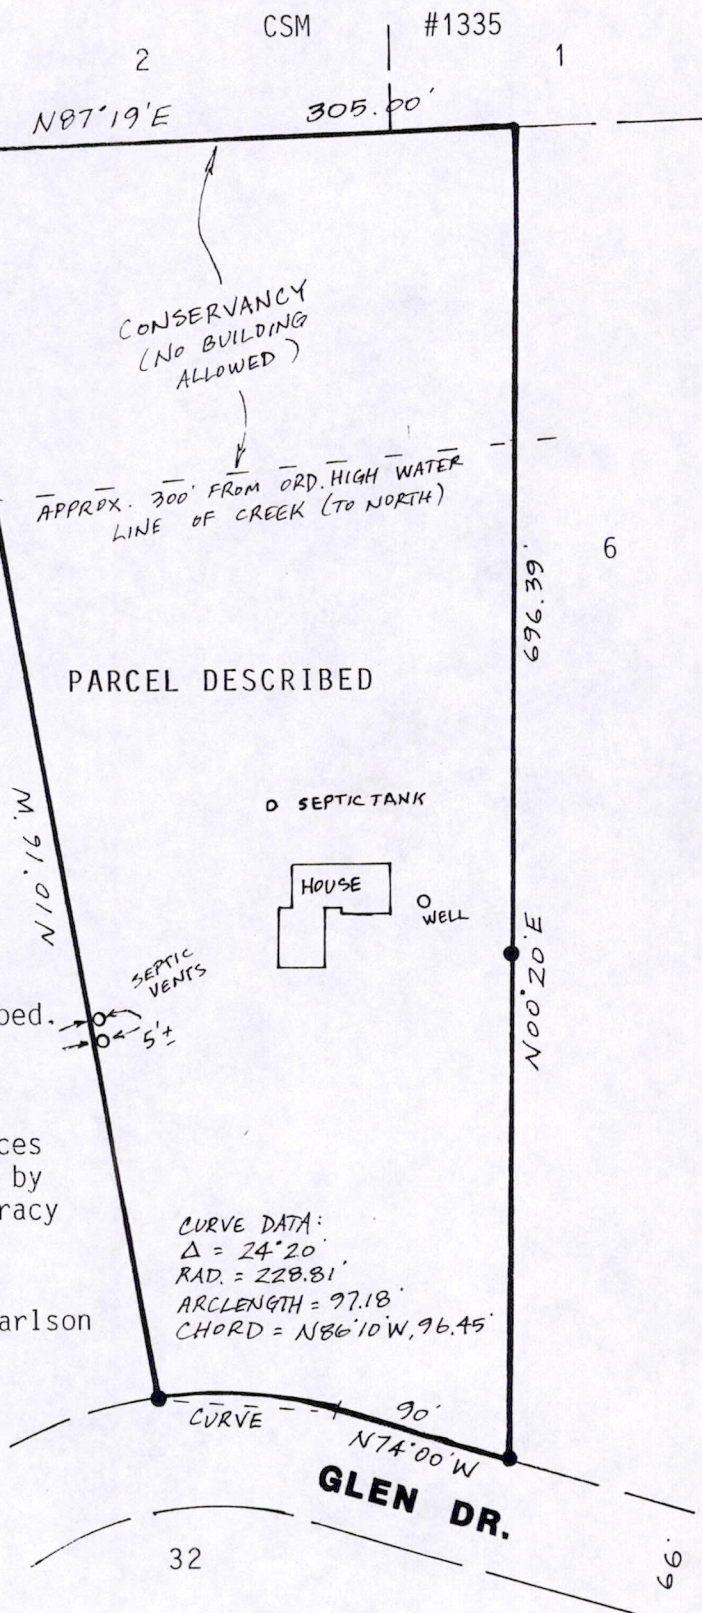 CSM #1335
2
1
N87°19'E 305.00'
CONSERVANCY
(NO BUILDING
ALLOWED)
APPROX. 300' FROM ORD. HIGH WATER
LINE OF CREEK (TO NORTH)
6
696.39'
PARCEL DESCRIBED
SEPTIC TANK
HOUSE
WELL
N10°16'W
N00°20'E
SEPTIC
VENTS
bed.
5'±
ces
by
racy
CURVE DATA:
Δ = 24°20'
RAD. = 228.81'
ARCLENGTH = 97.18'
CHORD = N86°10'W, 96.45'
arlson
CURVE
90'
N74°00'W
GLEN DR.
32
66'